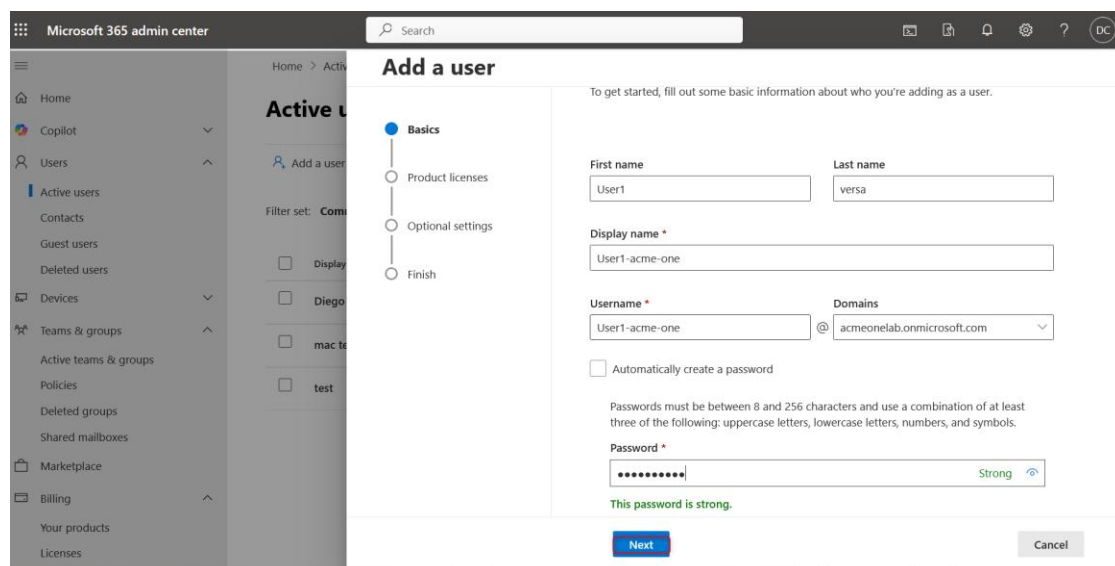 Microsoft 365 admin center
Search
DC
Home
Copilot
Users
Active users
Contacts
Guest users
Deleted users
Devices
Teams & groups
Active teams & groups
Policies
Deleted groups
Shared mailboxes
Marketplace
Billing
Your products
Licenses
Home > Activ
Active u
Add a user
Filter set: Com
Display
Diego
mac te
test
Add a user
Basics
Product licenses
Optional settings
Finish
To get started, fill out some basic information about who you're adding as a user.
First name Last name
User1 versa
Display name *
User1-acme-one
Username * Domains
User1-acme-one @ acmeonelab.onmicrosoft.com
Automatically create a password
Passwords must be between 8 and 256 characters and use a combination of at least
three of the following: uppercase letters, lowercase letters, numbers, and symbols.
Password *
•••••••••• Strong
This password is strong.
Next Cancel